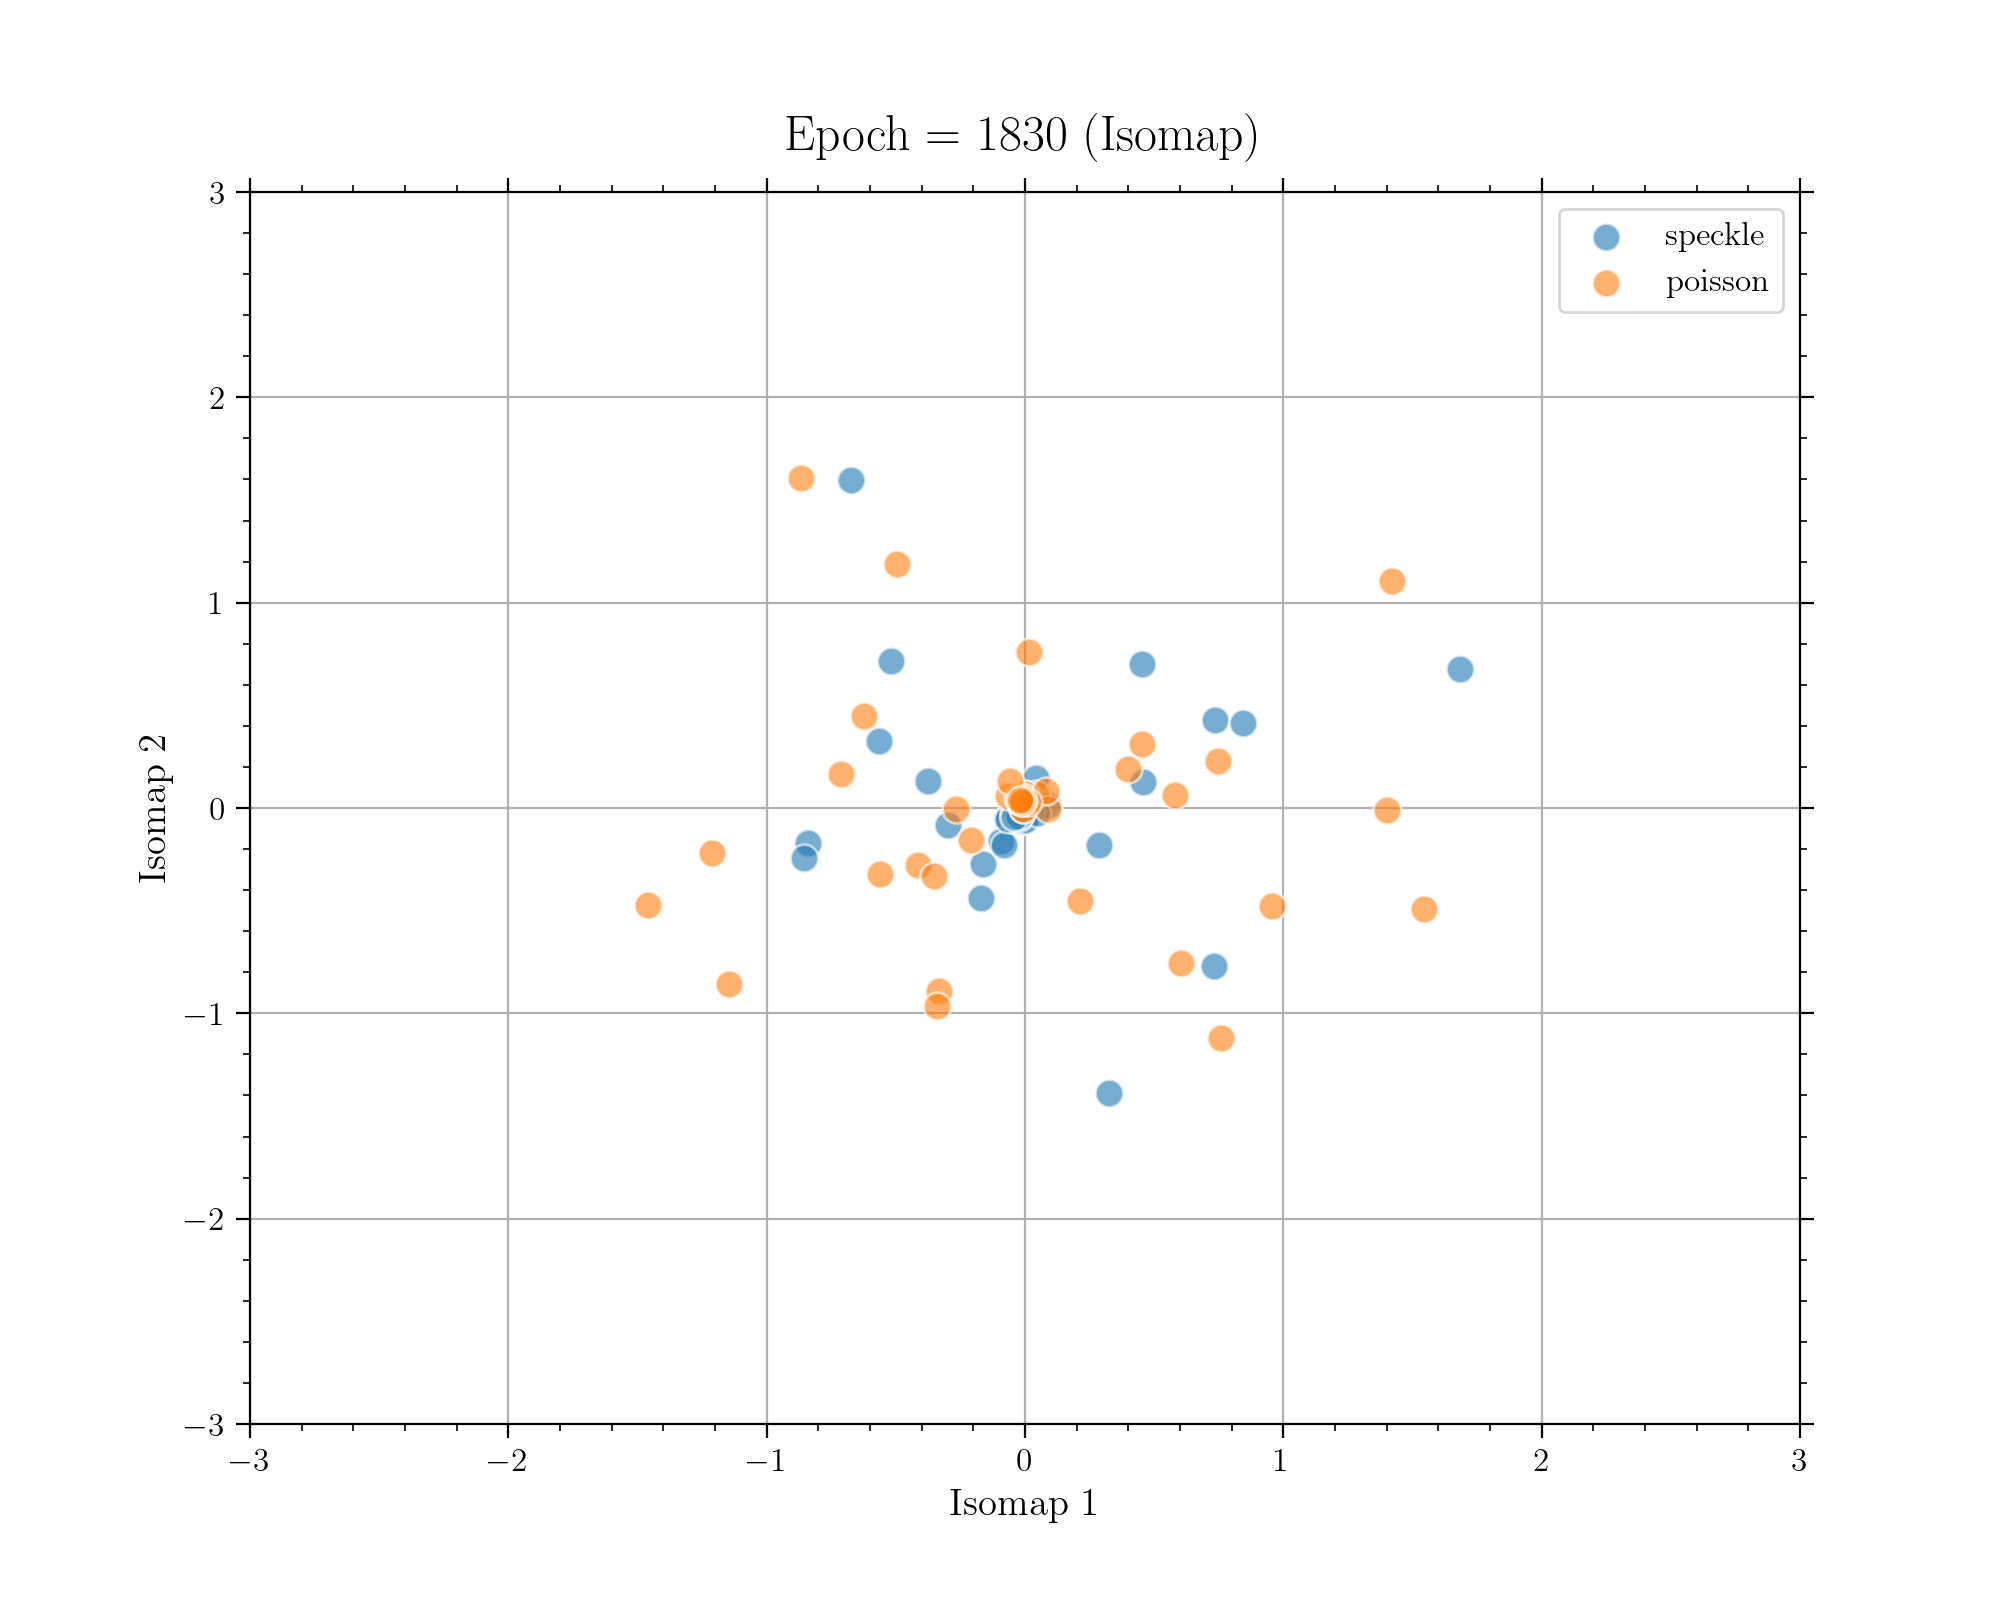 Epoch = 1830 (Isomap)
speckle
poisson
3
2
1
0
−1
−2
−3
Isomap 2
−3
−2
−1
0
1
2
3
Isomap 1